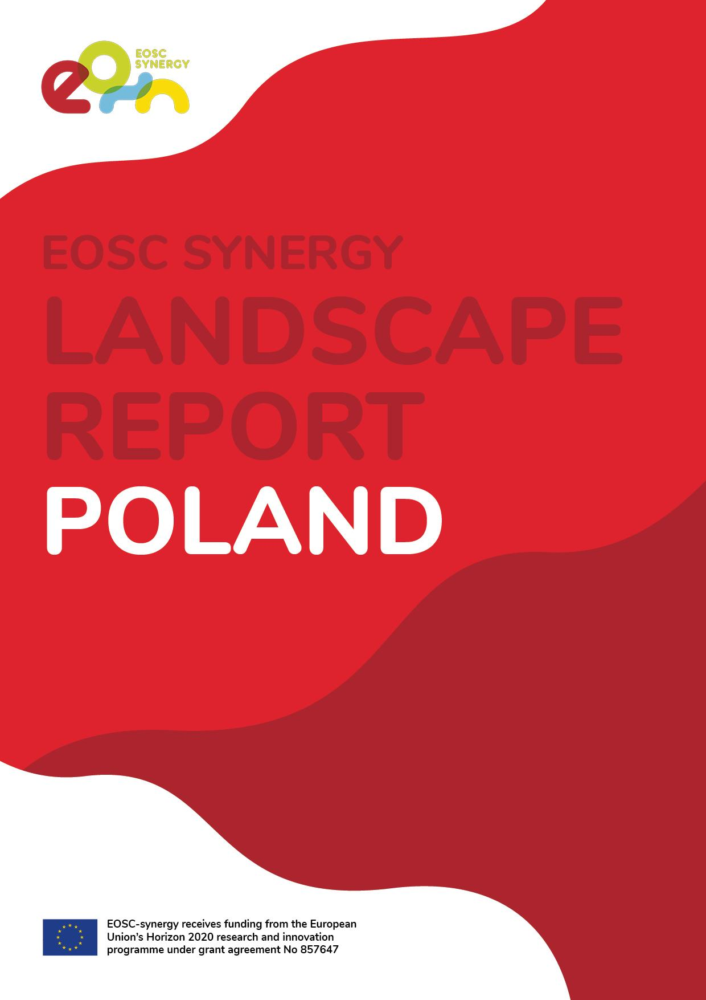 EOSC
SYNERGY
EOSC SYNERGY
LANDSCAPE
REPORT
POLAND
EOSC-synergy receives funding from the European
Union’s Horizon 2020 research and innovation
programme under grant agreement No 857647